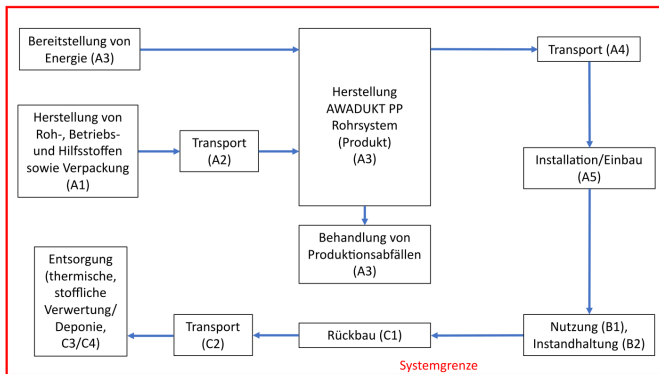 Bereitstellung von
Energie (A3)
Herstellung von
Roh-, Betriebs-
und Hilfsstoffen
sowie Verpackung
(A1)
Transport
(A2)
Herstellung
AWADUKT PP
Rohrsystem
(Produkt)
(A3)
Behandlung von
Produktionsabfällen
(A3)
Transport (A4)
Installation/Einbau
(A5)
Nutzung (B1),
Instandhaltung (B2)
Rückbau (C1)
Transport
(C2)
Entsorgung
(thermische,
stoffliche
Verwertung/
Deponie,
C3/C4)
Systemgrenze